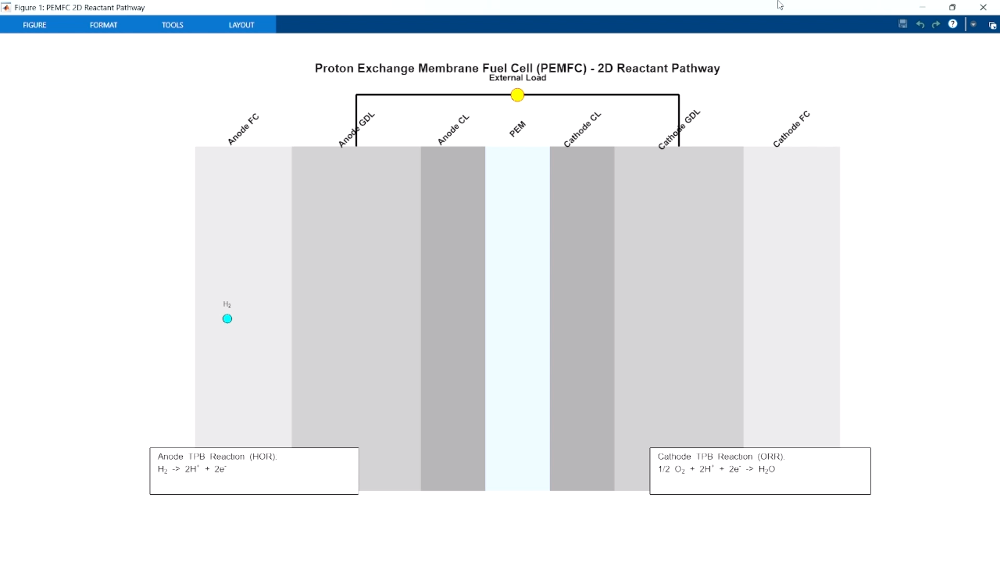 Figure 1: PEMFC 2D Reactant Pathway
FIGURE FORMAT TOOLS LAYOUT
?
Proton Exchange Membrane Fuel Cell (PEMFC) - 2D Reactant Pathway
External Load
Anode FC
Anode GDL
Anode CL
PEM
Cathode CL
Cathode GDL
Cathode FC
H₂
Anode TPB Reaction (HOR).
H₂ -> 2H⁺ + 2e⁻
Cathode TPB Reaction (ORR).
1/2 O₂ + 2H⁺ + 2e⁻ -> H₂O